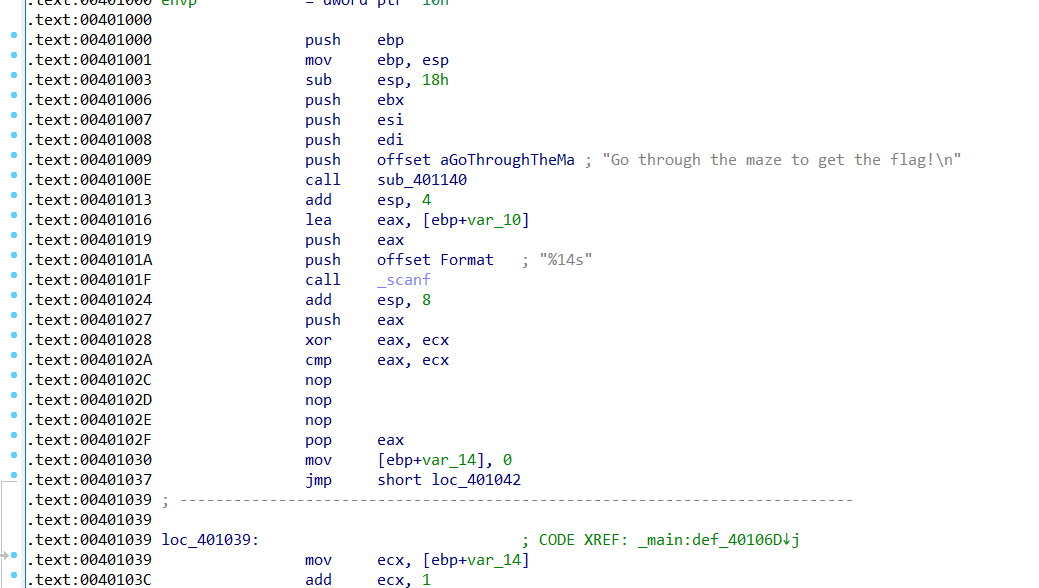 .text:00401000 envp = dword ptr 10h
.text:00401000
.text:00401000 push ebp
.text:00401001 mov ebp, esp
.text:00401003 sub esp, 18h
.text:00401006 push ebx
.text:00401007 push esi
.text:00401008 push edi
.text:00401009 push offset aGoThroughTheMa ; "Go through the maze to get the flag!\n"
.text:0040100E call sub_401140
.text:00401013 add esp, 4
.text:00401016 lea eax, [ebp+var_10]
.text:00401019 push eax
.text:0040101A push offset Format ; "%14s"
.text:0040101F call _scanf
.text:00401024 add esp, 8
.text:00401027 push eax
.text:00401028 xor eax, ecx
.text:0040102A cmp eax, ecx
.text:0040102C nop
.text:0040102D nop
.text:0040102E nop
.text:0040102F pop eax
.text:00401030 mov [ebp+var_14], 0
.text:00401037 jmp short loc_401042
.text:00401039 ; ---------------------------------------------------------------------------
.text:00401039
.text:00401039 loc_401039: ; CODE XREF: _main:def_40106D↓j
.text:00401039 mov ecx, [ebp+var_14]
.text:0040103C add ecx, 1